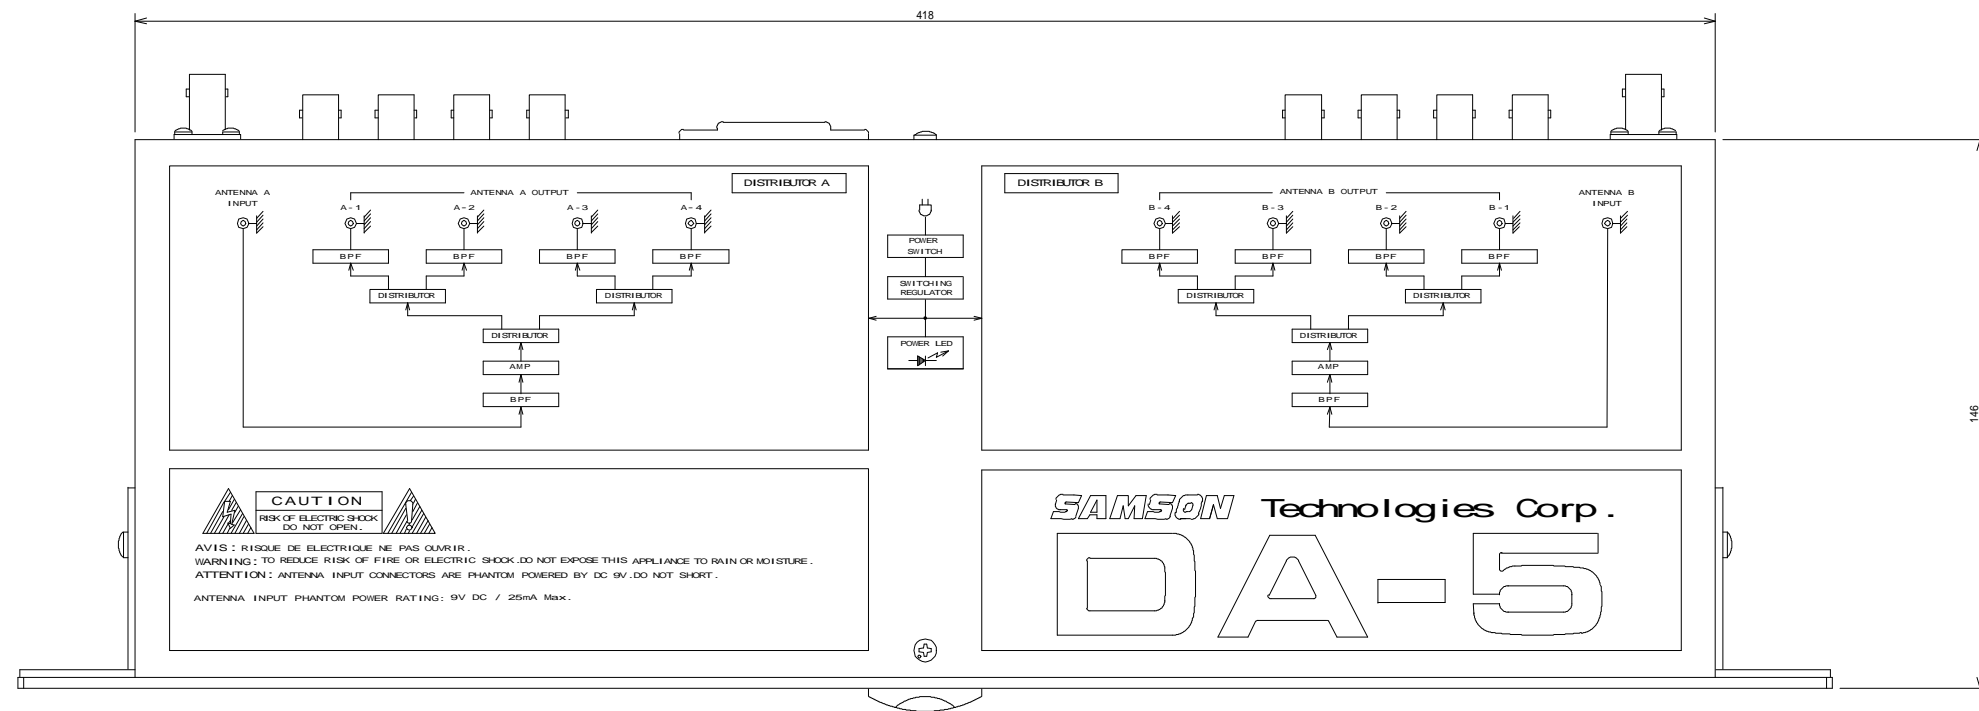 418
DISTRIBUTOR A
ANTENNA A
INPUT
ANTENNA A OUTPUT
A-1
A-2
A-3
A-4
BPF
BPF
BPF
BPF
DISTRIBUTOR
DISTRIBUTOR
DISTRIBUTOR
AMP
BPF
POWER
SWITCH
SWITCHING
REGULATOR
POWER LED
DISTRIBUTOR B
ANTENNA B OUTPUT
ANTENNA B
INPUT
B-4
B-3
B-2
B-1
BPF
BPF
BPF
BPF
DISTRIBUTOR
DISTRIBUTOR
DISTRIBUTOR
AMP
BPF
146
CAUTION
RISK OF ELECTRIC SHOCK
DO NOT OPEN.
AVIS: RISQUE DE ELECTRIQUE NE PAS OUVRIR.
WARNING: TO REDUCE RISK OF FIRE OR ELECTRIC SHOCK.DO NOT EXPOSE THIS APPLIANCE TO RAIN OR MOISTURE.
ATTENTION: ANTENNA INPUT CONNECTORS ARE PHANTOM POWERED BY DC 9V.DO NOT SHORT.
ANTENNA INPUT PHANTOM POWER RATING: 9V DC / 25mA Max.
SAMSON Technologies Corp.
DA-5